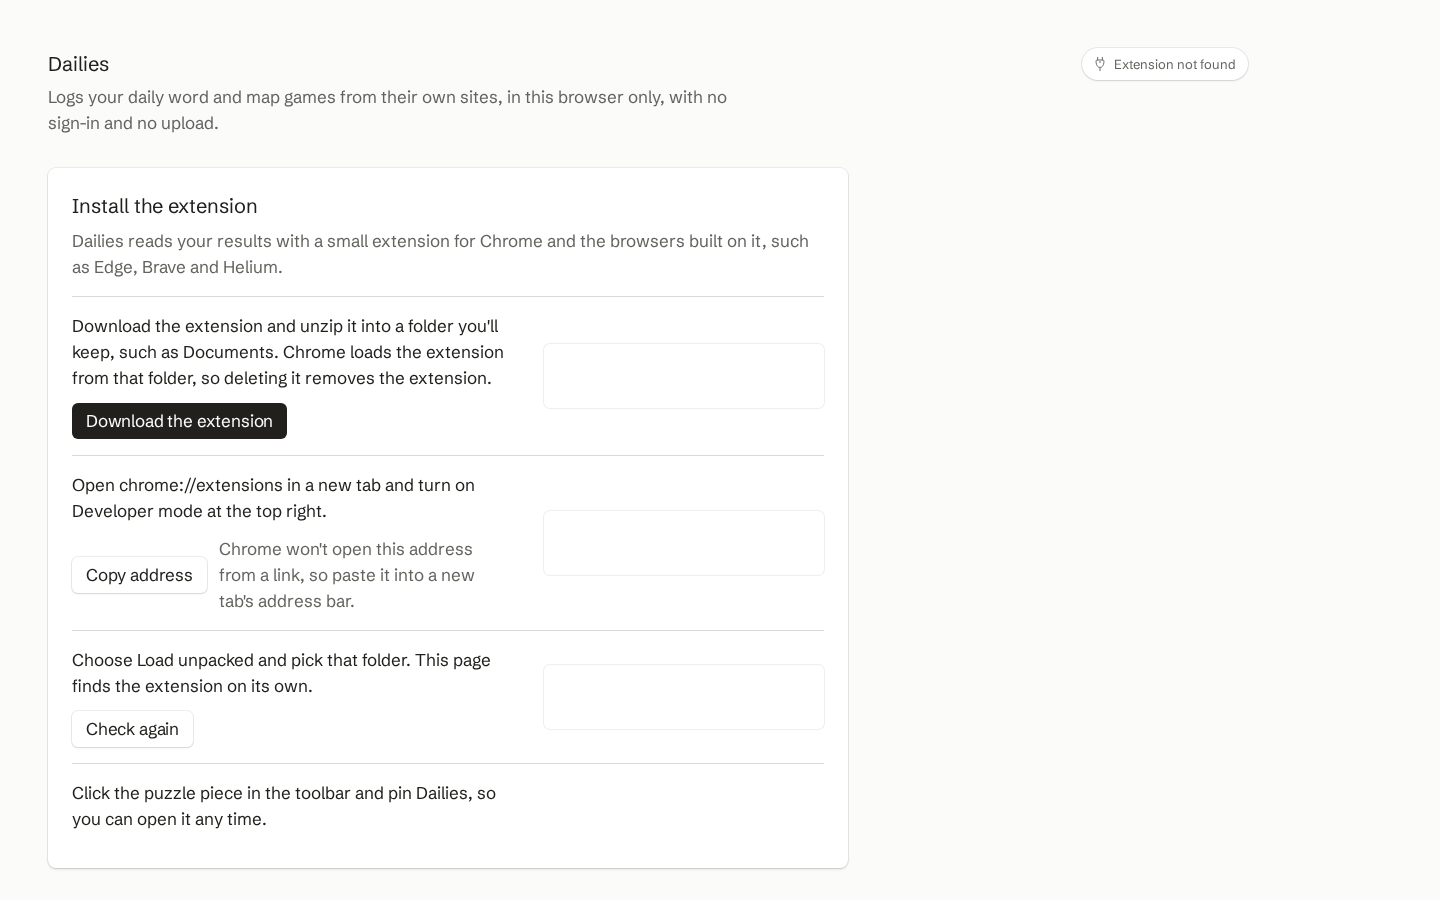 Dailies
Extension not found
Logs your daily word and map games from their own sites, in this browser only, with no
sign-in and no upload.
Install the extension
Dailies reads your results with a small extension for Chrome and the browsers built on it, such
as Edge, Brave and Helium.
Download the extension and unzip it into a folder you'll
keep, such as Documents. Chrome loads the extension
from that folder, so deleting it removes the extension.
Download the extension
Open chrome://extensions in a new tab and turn on
Developer mode at the top right.
Copy address
Chrome won't open this address
from a link, so paste it into a new
tab's address bar.
Choose Load unpacked and pick that folder. This page
finds the extension on its own.
Check again
Click the puzzle piece in the toolbar and pin Dailies, so
you can open it any time.